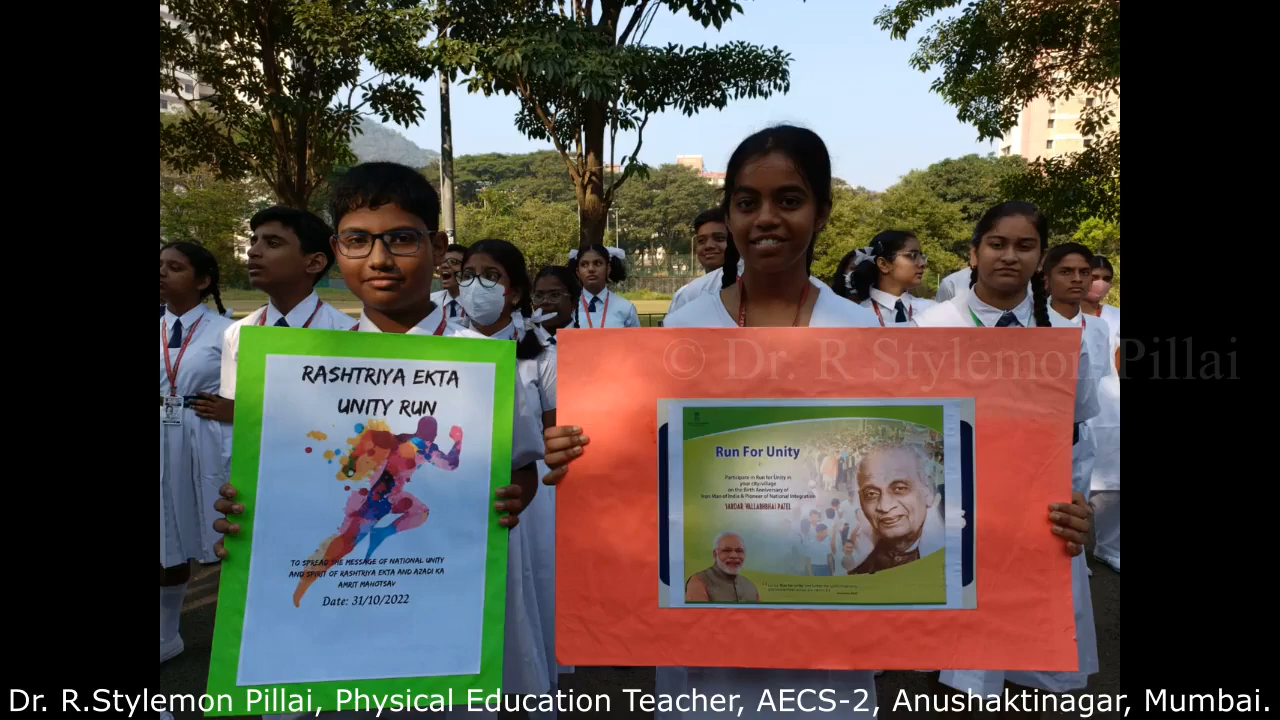 RASHTRIYA EKTA
UNITY RUN
TO SPREAD THE MESSAGE OF NATIONAL UNITY
AND SPIRIT OF RASHTRIYA EKTA AND AZADI KA
AMRIT MAHOTSAV
Date: 31/10/2022
© Dr. R Stylemon Pillai
Run For Unity
Participate in Run for Unity in
your city/village
on the Birth Anniversary of
Iron Man of India & Pioneer of National Integration
SARDAR VALLABHBHAI PATEL
Dr. R.Stylemon Pillai, Physical Education Teacher, AECS-2, Anushaktinagar, Mumbai.